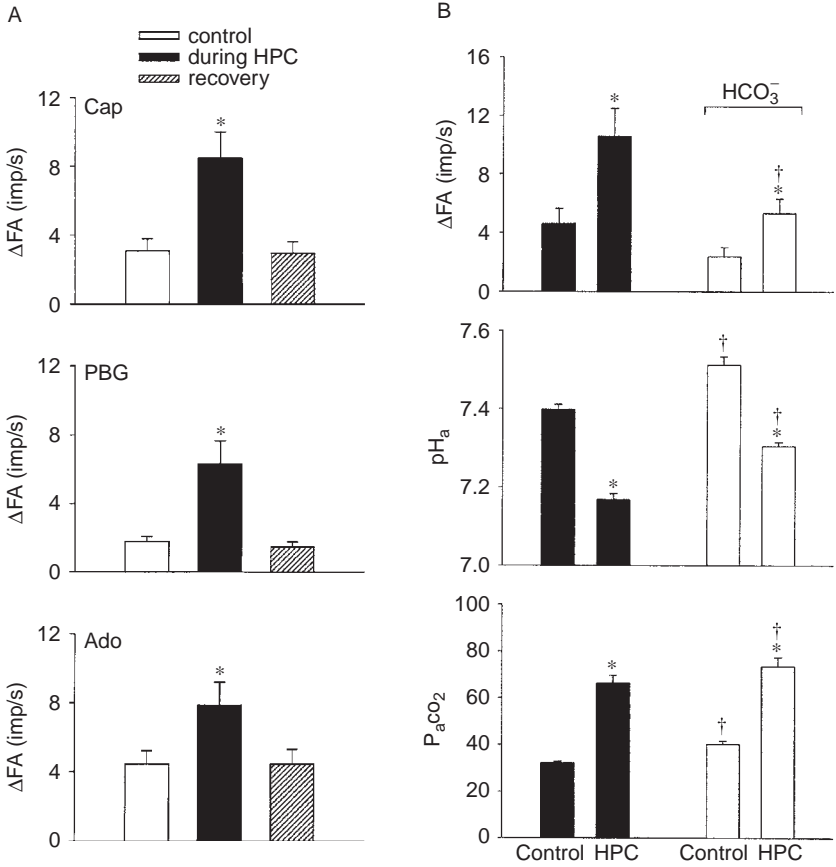 A
control
during HPC
recovery
12
Cap
*
8
4
0
ΔFA (imp/s)
12
PBG
*
8
4
0
ΔFA (imp/s)
12
Ado
*
8
4
0
ΔFA (imp/s)
B
16
*
HCO₃⁻
12
†
*
8
4
0
ΔFA (imp/s)
7.6
†
7.4
†
*
*
7.2
7.0
pHₐ
100
†
*
*
80
60
†
40
20
0
Pₐco₂
Control HPC
Control HPC